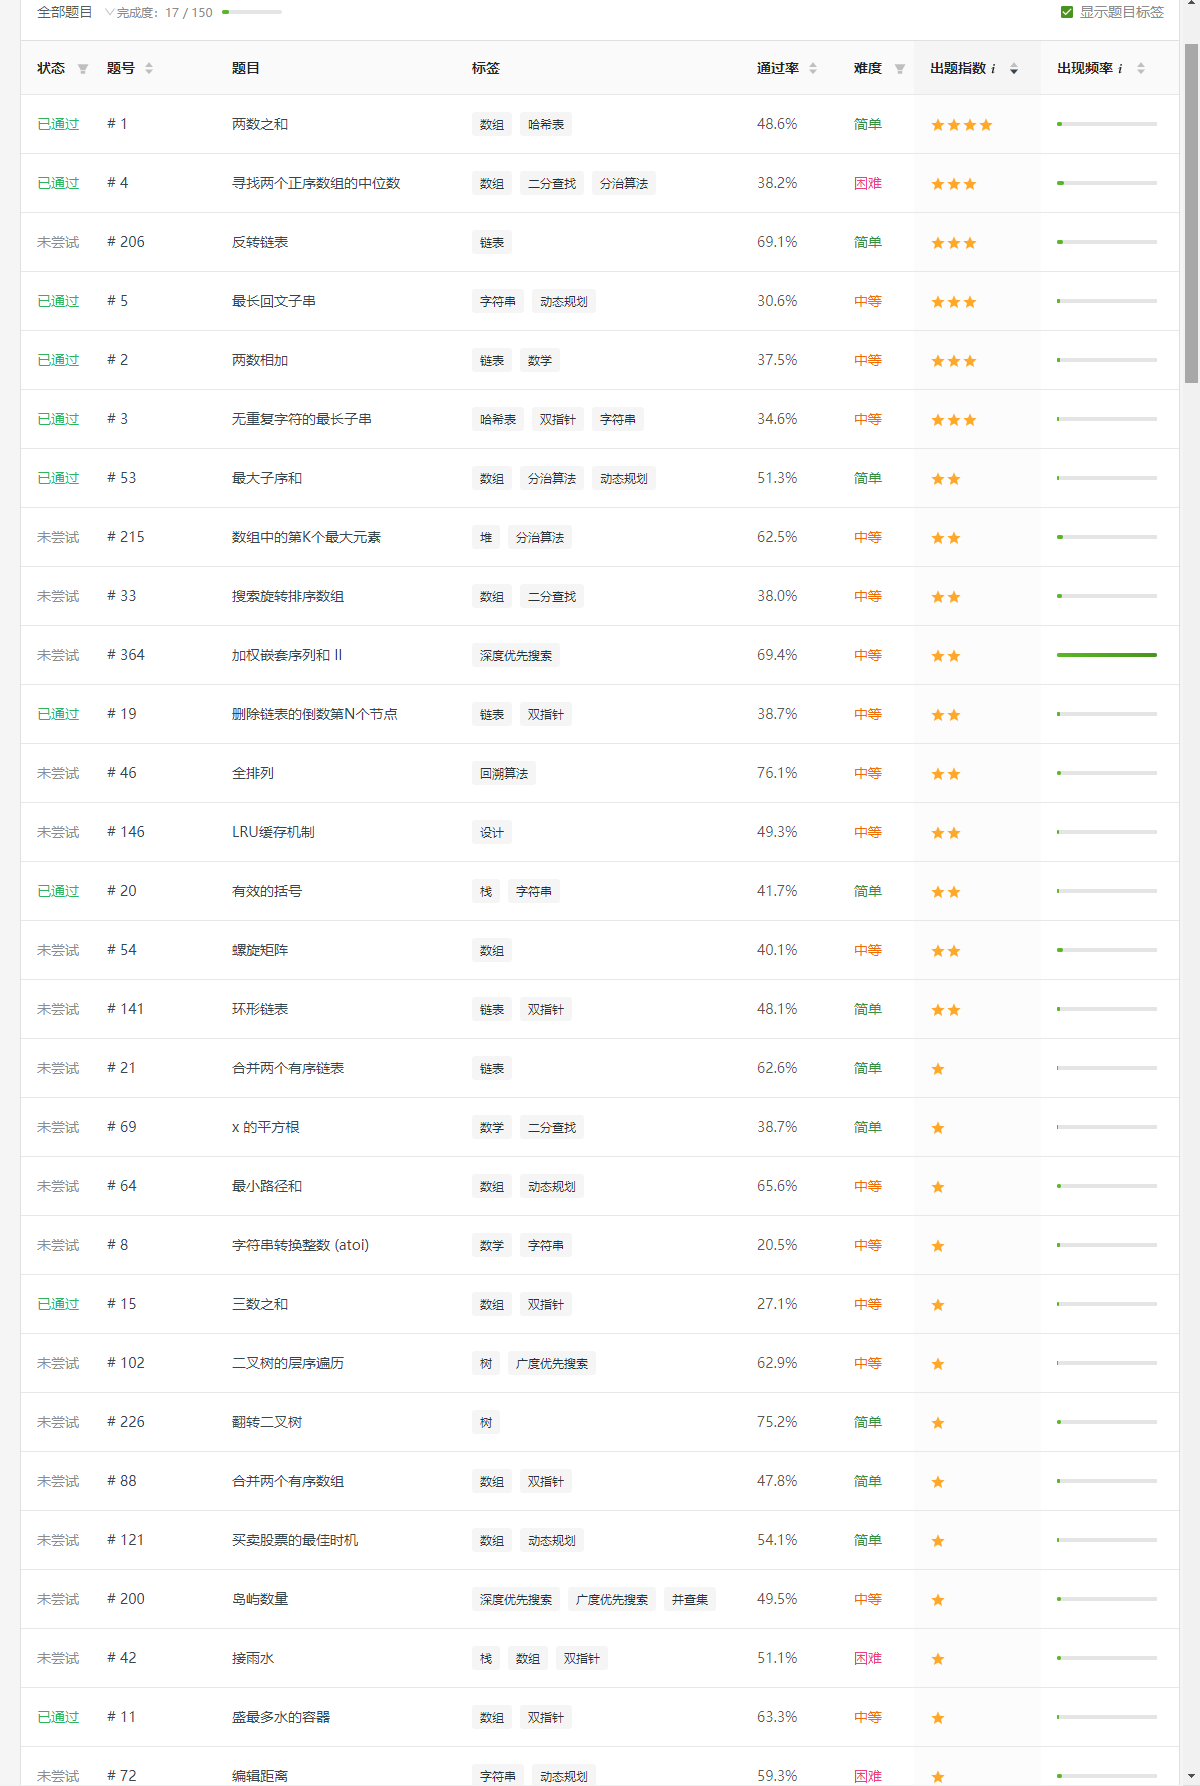 全部题目 完成度：17 / 150 显示题目标签
状态 题号 题目 标签 通过率 难度 出题指数 i 出现频率 i
已通过 # 1 两数之和 数组 哈希表 48.6% 简单
已通过 # 4 寻找两个正序数组的中位数 数组 二分查找 分治算法 38.2% 困难
未尝试 # 206 反转链表 链表 69.1% 简单
已通过 # 5 最长回文子串 字符串 动态规划 30.6% 中等
已通过 # 2 两数相加 链表 数学 37.5% 中等
已通过 # 3 无重复字符的最长子串 哈希表 双指针 字符串 34.6% 中等
已通过 # 53 最大子序和 数组 分治算法 动态规划 51.3% 简单
未尝试 # 215 数组中的第K个最大元素 堆 分治算法 62.5% 中等
未尝试 # 33 搜索旋转排序数组 数组 二分查找 38.0% 中等
未尝试 # 364 加权嵌套序列和 II 深度优先搜索 69.4% 中等
已通过 # 19 删除链表的倒数第N个节点 链表 双指针 38.7% 中等
未尝试 # 46 全排列 回溯算法 76.1% 中等
未尝试 # 146 LRU缓存机制 设计 49.3% 中等
已通过 # 20 有效的括号 栈 字符串 41.7% 简单
未尝试 # 54 螺旋矩阵 数组 40.1% 中等
未尝试 # 141 环形链表 链表 双指针 48.1% 简单
未尝试 # 21 合并两个有序链表 链表 62.6% 简单
未尝试 # 69 x 的平方根 数学 二分查找 38.7% 简单
未尝试 # 64 最小路径和 数组 动态规划 65.6% 中等
未尝试 # 8 字符串转换整数 (atoi) 数学 字符串 20.5% 中等
已通过 # 15 三数之和 数组 双指针 27.1% 中等
未尝试 # 102 二叉树的层序遍历 树 广度优先搜索 62.9% 中等
未尝试 # 226 翻转二叉树 树 75.2% 简单
未尝试 # 88 合并两个有序数组 数组 双指针 47.8% 简单
未尝试 # 121 买卖股票的最佳时机 数组 动态规划 54.1% 简单
未尝试 # 200 岛屿数量 深度优先搜索 广度优先搜索 并查集 49.5% 中等
未尝试 # 42 接雨水 栈 数组 双指针 51.1% 困难
已通过 # 11 盛最多水的容器 数组 双指针 63.3% 中等
未尝试 # 72 编辑距离 字符串 动态规划 59.3% 困难